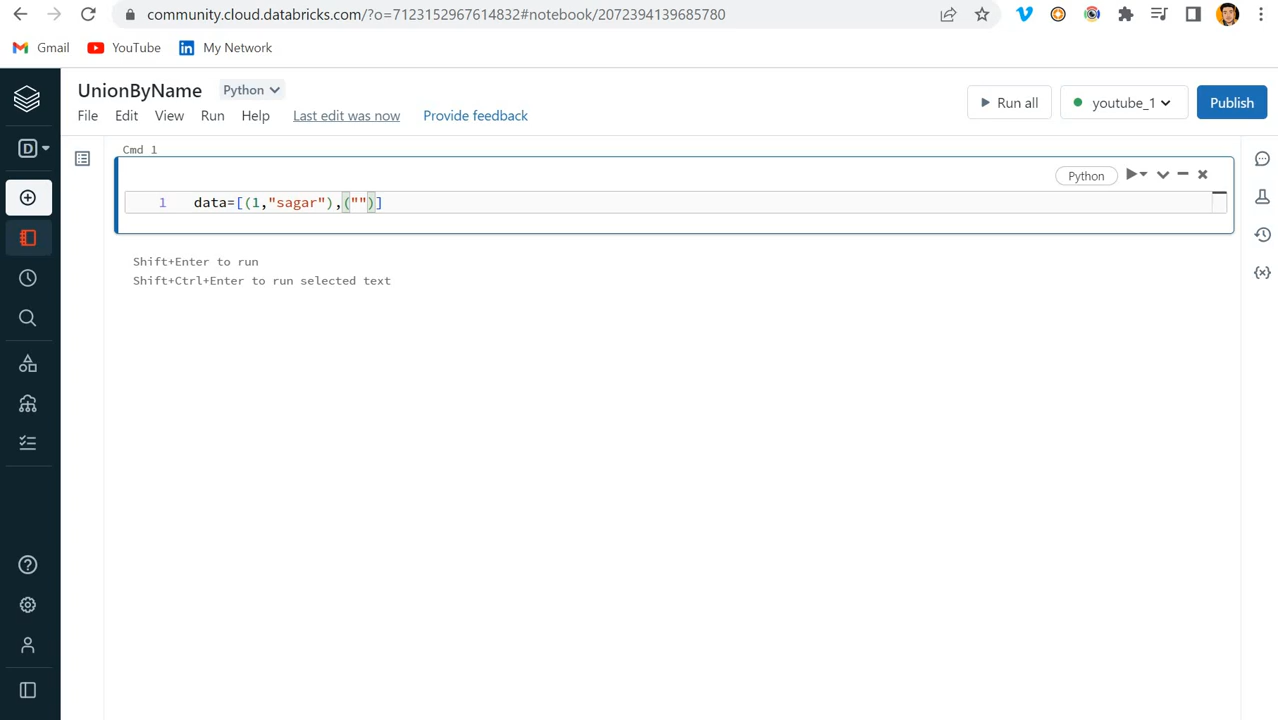 community.cloud.databricks.com/?o=7123152967614832#notebook/2072394139685780
Gmail YouTube My Network
UnionByName Python
File Edit View Run Help Last edit was now Provide feedback
Run all youtube_1 Publish
D
Cmd 1
Python
1 data=[(1,"sagar"),("")]
Shift+Enter to run
Shift+Ctrl+Enter to run selected text